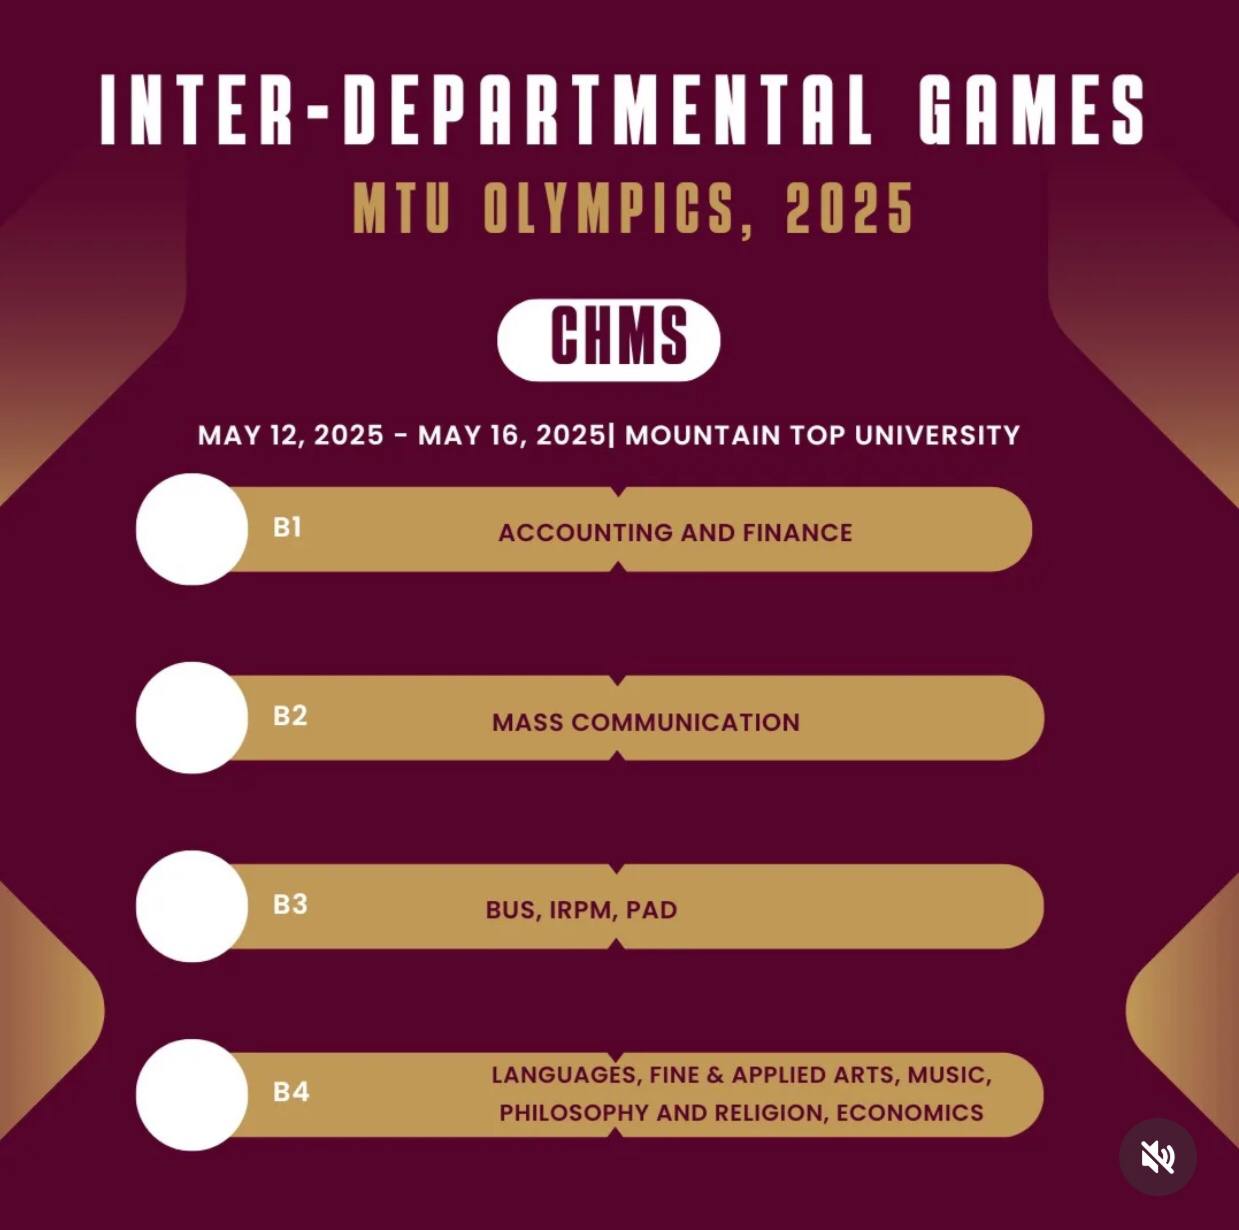 INTER-DEPARTMENTAL GAMES
MTU OLYMPICS, 2025
CHMS
MAY 12, 2025 - MAY 16, 2025| MOUNTAIN TOP UNIVERSITY
B1 ACCOUNTING AND FINANCE
B2 MASS COMMUNICATION
B3 BUS, IRPM, PAD
B4 LANGUAGES, FINE & APPLIED ARTS, MUSIC,
PHILOSOPHY AND RELIGION, ECONOMICS